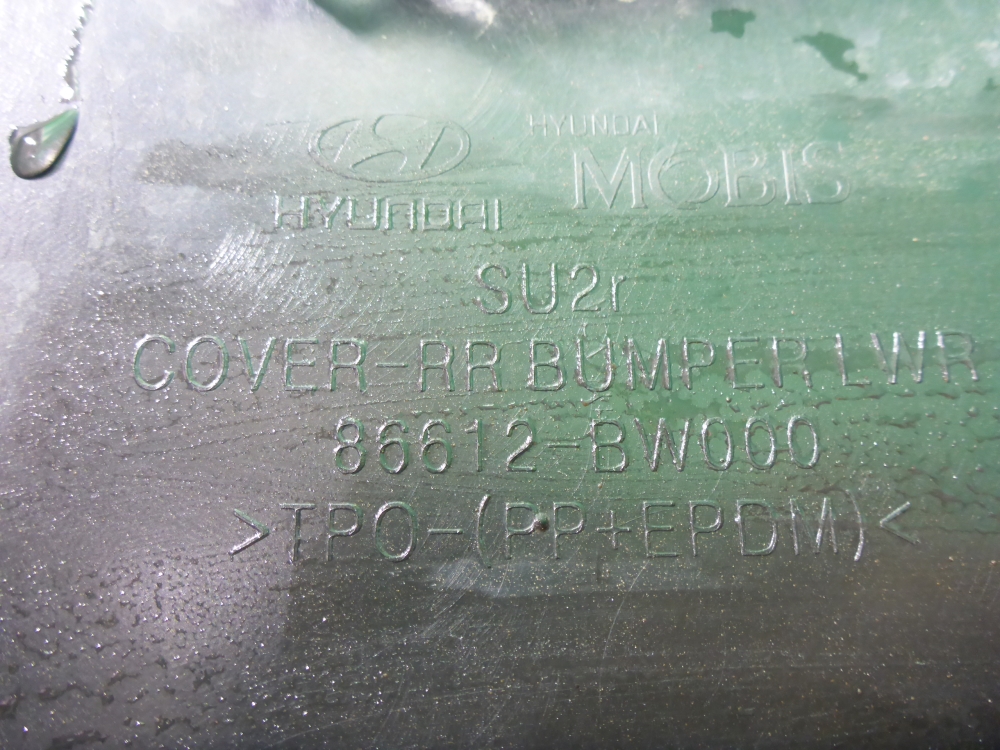 HYUNDAI
HYUNDAI
MOBIS
SU2r
COVER-RR BUMPER LWR
86612-BW000
>TPO-(PP+EPDM)<